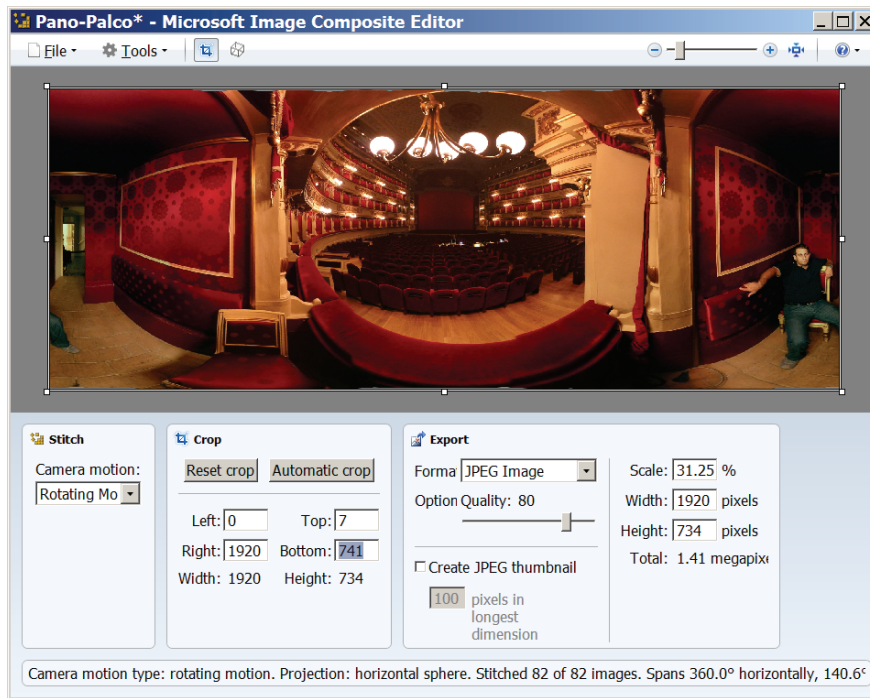 Pano-Palco* - Microsoft Image Composite Editor
File
Tools
Stitch
Camera motion:
Rotating Mo
Crop
Reset crop
Automatic crop
Left: 0
Top: 7
Right: 1920
Bottom: 741
Width: 1920
Height: 734
Export
Forma JPEG Image
Option Quality: 80
Create JPEG thumbnail
100 pixels in
longest
dimension
Scale: 31.25 %
Width: 1920 pixels
Height: 734 pixels
Total: 1.41 megapixe
Camera motion type: rotating motion. Projection: horizontal sphere. Stitched 82 of 82 images. Spans 360.0° horizontally, 140.6°